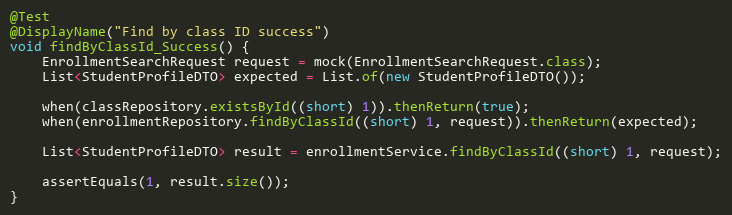 @Test
@DisplayName("Find by class ID success")
void findByClassId_Success() {
    EnrollmentSearchRequest request = mock(EnrollmentSearchRequest.class);
    List<StudentProfileDTO> expected = List.of(new StudentProfileDTO());

    when(classRepository.existsById((short) 1)).thenReturn(true);
    when(enrollmentRepository.findByClassId((short) 1, request)).thenReturn(expected);

    List<StudentProfileDTO> result = enrollmentService.findByClassId((short) 1, request);

    assertEquals(1, result.size());
}